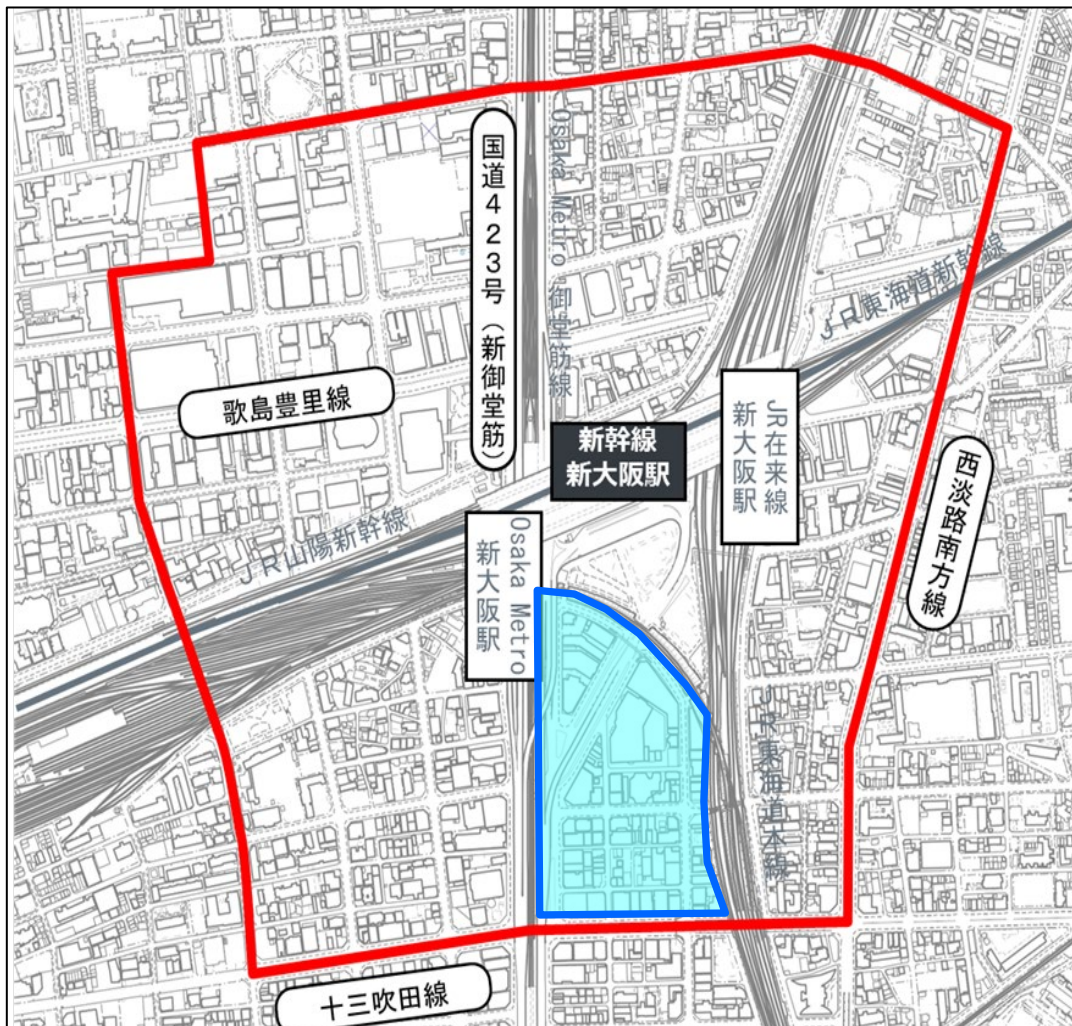 国道423号（新御堂筋）
Osaka Metro 御堂筋線
JR東海道新幹線
歌島豊里線
新幹線
新大阪駅
JR在来線
新大阪駅
西淡路南方線
JR山陽新幹線
Osaka Metro
新大阪駅
JR東海道本線
十三吹田線